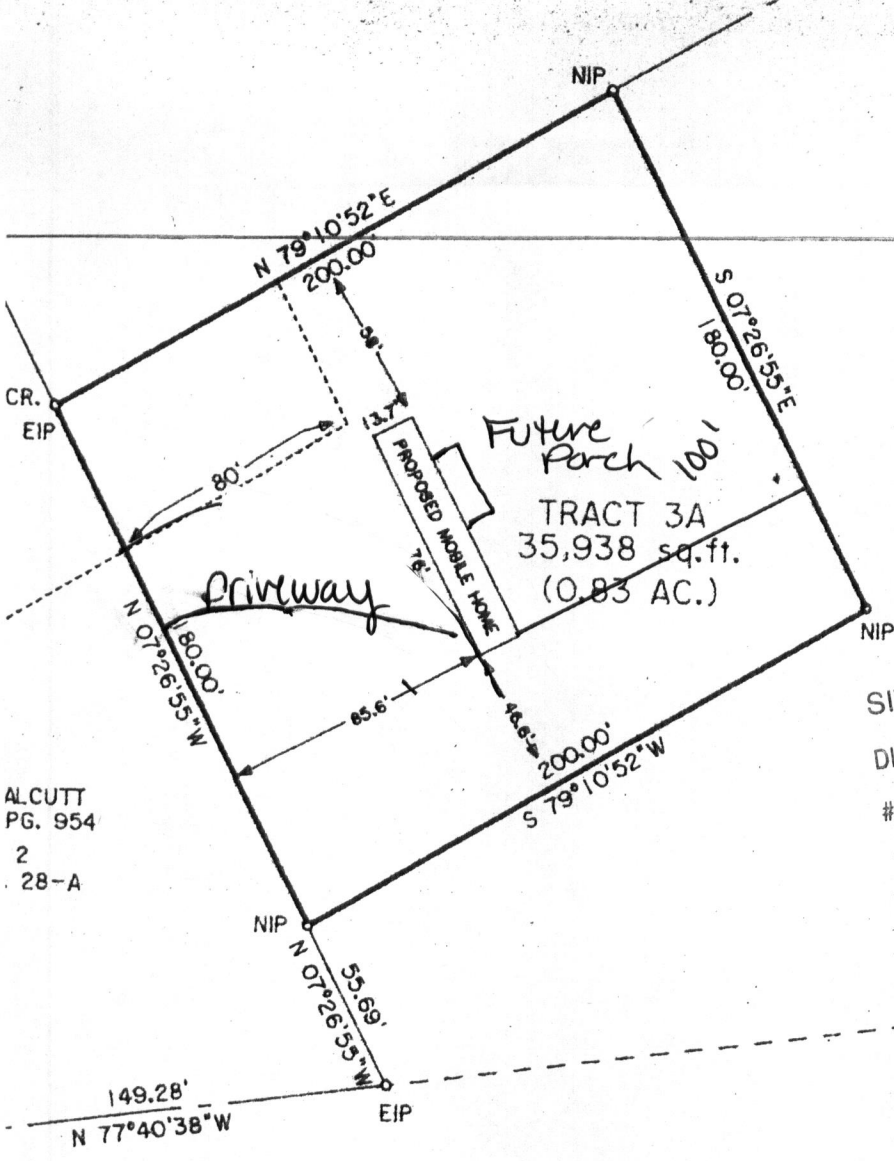 NIP
N 79°10'52"E
200.00'
S 07°26'55"E
180.00'
CR.
EIP
13.7'
Future
Porch
100'
80'
PROPOSED MOBILE HOME
76'
TRACT 3A
35,938 sq.ft.
(0.83 AC.)
Driveway
N 07°26'55"W
180.00'
NIP
85.6'
46.6'
200.00'
S 79°10'52"W
ALCUTT
PG. 954
2
. 28-A
NIP
N 07°26'55"W
55.69'
149.28'
N 77°40'38"W
EIP
SI
DI
#